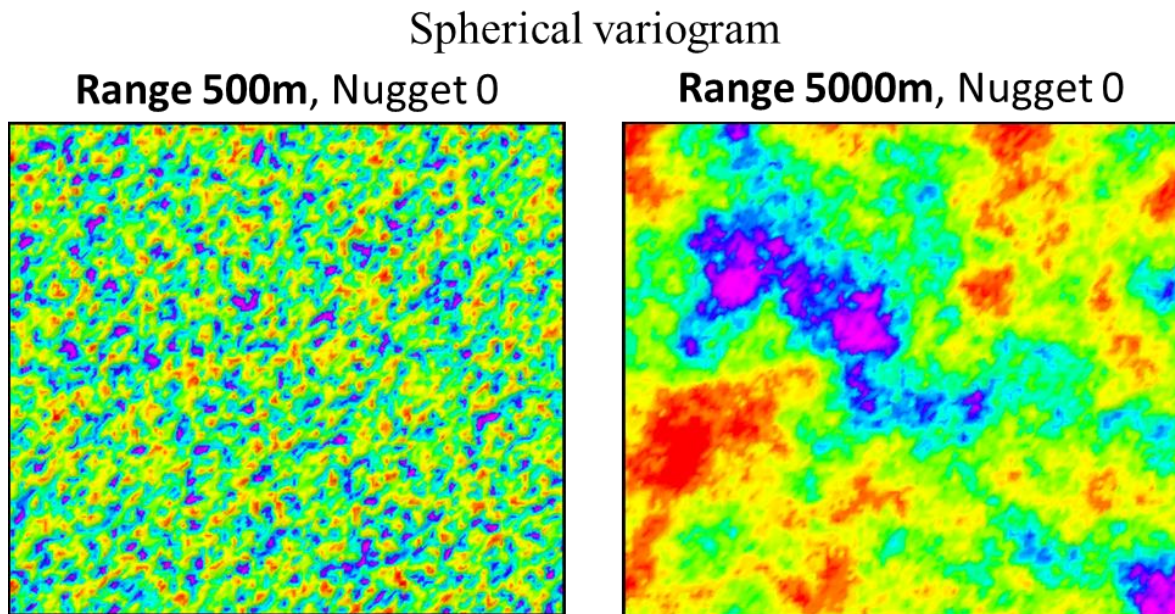 Spherical variogram
Range 500m, Nugget 0
Range 5000m, Nugget 0